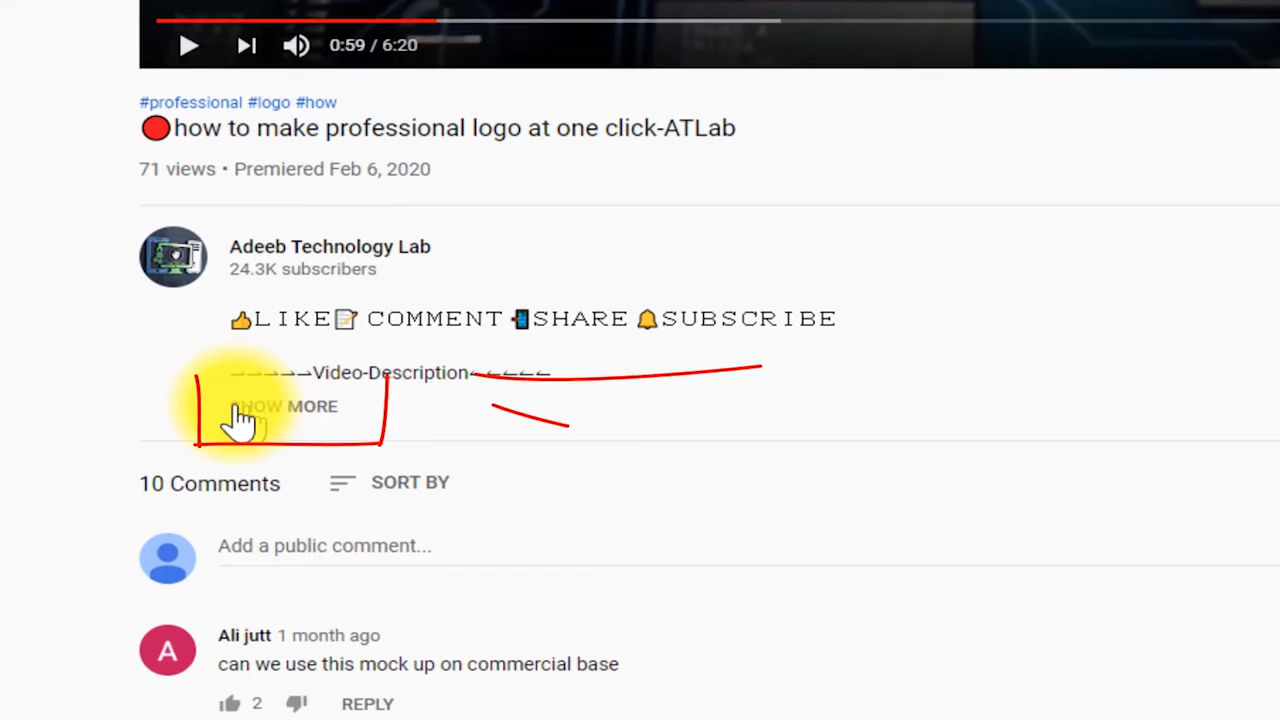 0:59 / 6:20
#professional #logo #how
how to make professional logo at one click-ATLab
71 views • Premiered Feb 6, 2020
Adeeb Technology Lab
24.3K subscribers
👍LIKE📝 COMMENT 📲SHARE 🔔SUBSCRIBE
Video-Description
SHOW MORE
10 Comments
SORT BY
Add a public comment...
A
Ali jutt 1 month ago
can we use this mock up on commercial base
2
REPLY